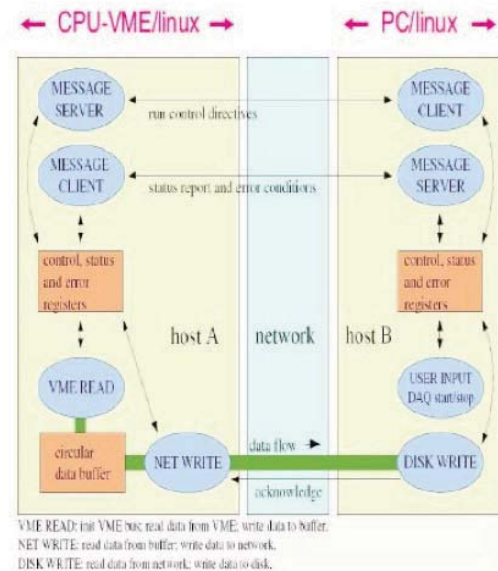 CPU-VME/linux
PC/linux
MESSAGE
SERVER
MESSAGE
CLIENT
run control directives
MESSAGE
CLIENT
MESSAGE
SERVER
status report and error conditions
control, status
and error
registers
control, status
and error
registers
host A
network
host B
VME READ
USER INPUT
DAQ start/stop
circular
data buffer
NET WRITE
data flow
DISK WRITE
acknowledge
VME READ: init VME bus; read data from VME; write data to buffer.
NET WRITE: read data from buffer; write data to network.
DISK WRITE: read data from network; write data to disk.